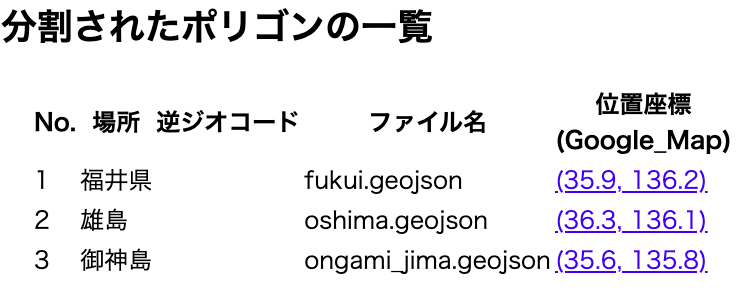 分割されたポリゴンの一覧
No. 場所 逆ジオコード ファイル名 位置座標
(Google_Map)
1 福井県 fukui.geojson (35.9, 136.2)
2 雄島 oshima.geojson (36.3, 136.1)
3 御神島 ongami_jima.geojson (35.6, 135.8)